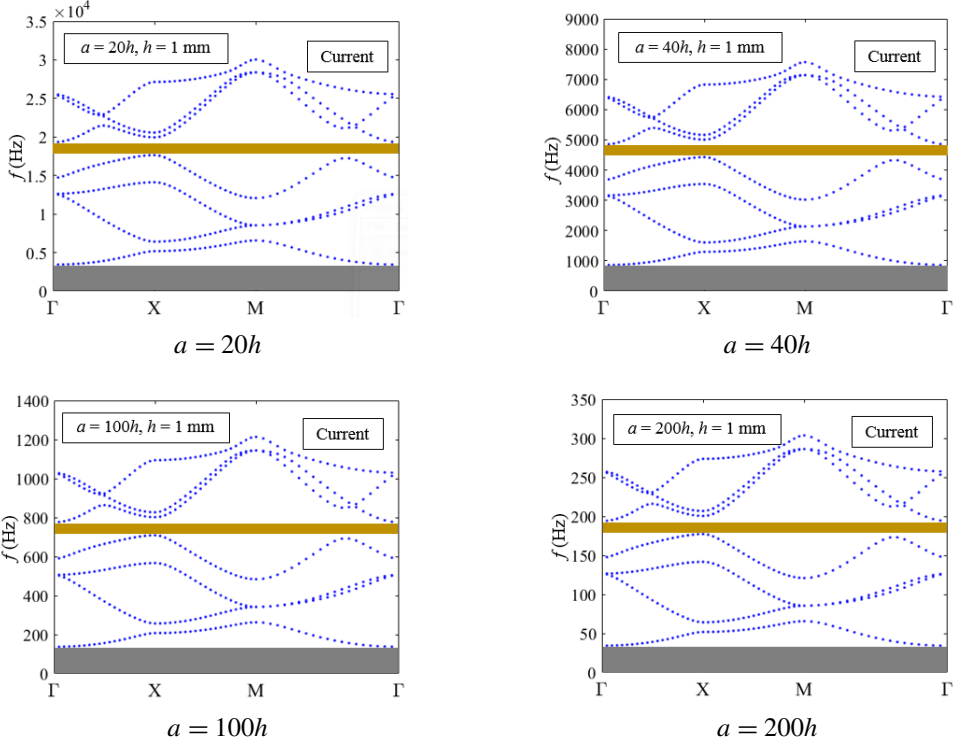 × 10⁴
3.5
3
2.5
2
1.5
1
0.5
0
f (Hz)
a = 20h, h = 1 mm
Current
Γ X M Γ
a = 20h
9000
8000
7000
6000
5000
4000
3000
2000
1000
0
f (Hz)
a = 40h, h = 1 mm
Current
Γ X M Γ
a = 40h
1400
1200
1000
800
600
400
200
0
f (Hz)
a = 100h, h = 1 mm
Current
Γ X M Γ
a = 100h
350
300
250
200
150
100
50
0
f (Hz)
a = 200h, h = 1 mm
Current
Γ X M Γ
a = 200h